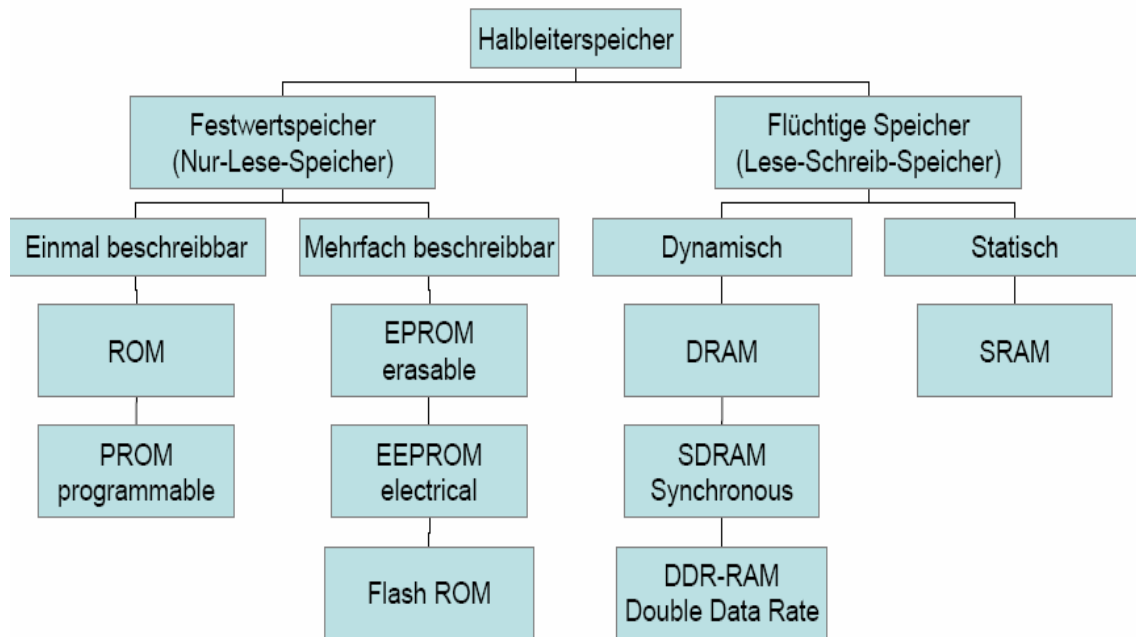 Halbleiterspeicher
Festwertspeicher
(Nur-Lese-Speicher)
Flüchtige Speicher
(Lese-Schreib-Speicher)
Einmal beschreibbar
Mehrfach beschreibbar
Dynamisch
Statisch
ROM
EPROM
erasable
DRAM
SRAM
PROM
programmable
EEPROM
electrical
SDRAM
Synchronous
Flash ROM
DDR-RAM
Double Data Rate